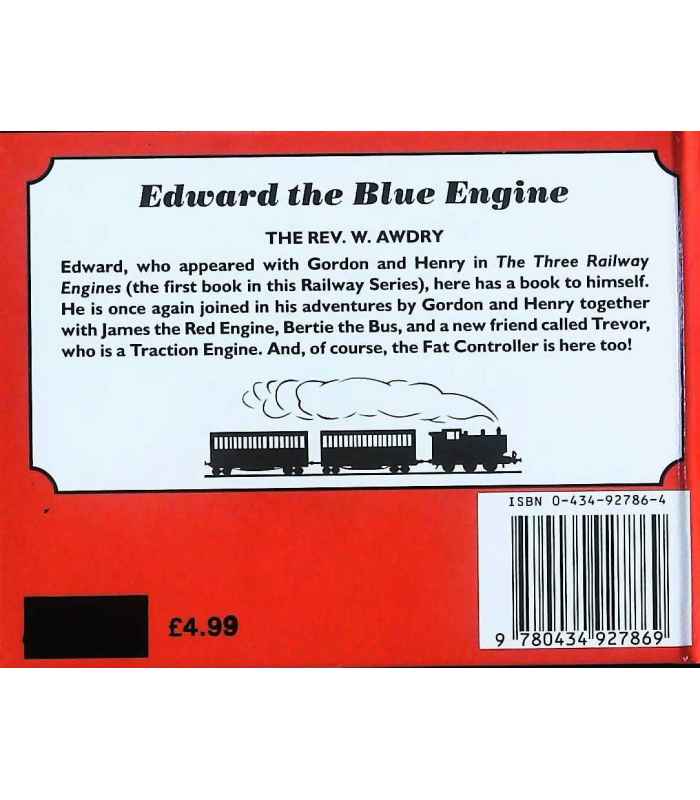 Edward the Blue Engine
THE REV. W. AWDRY
Edward, who appeared with Gordon and Henry in The Three Railway
Engines (the first book in this Railway Series), here has a book to himself.
He is once again joined in his adventures by Gordon and Henry together
with James the Red Engine, Bertie the Bus, and a new friend called Trevor,
who is a Traction Engine. And, of course, the Fat Controller is here too!
ISBN 0-434-92786-4
£4.99
9 780434 927869